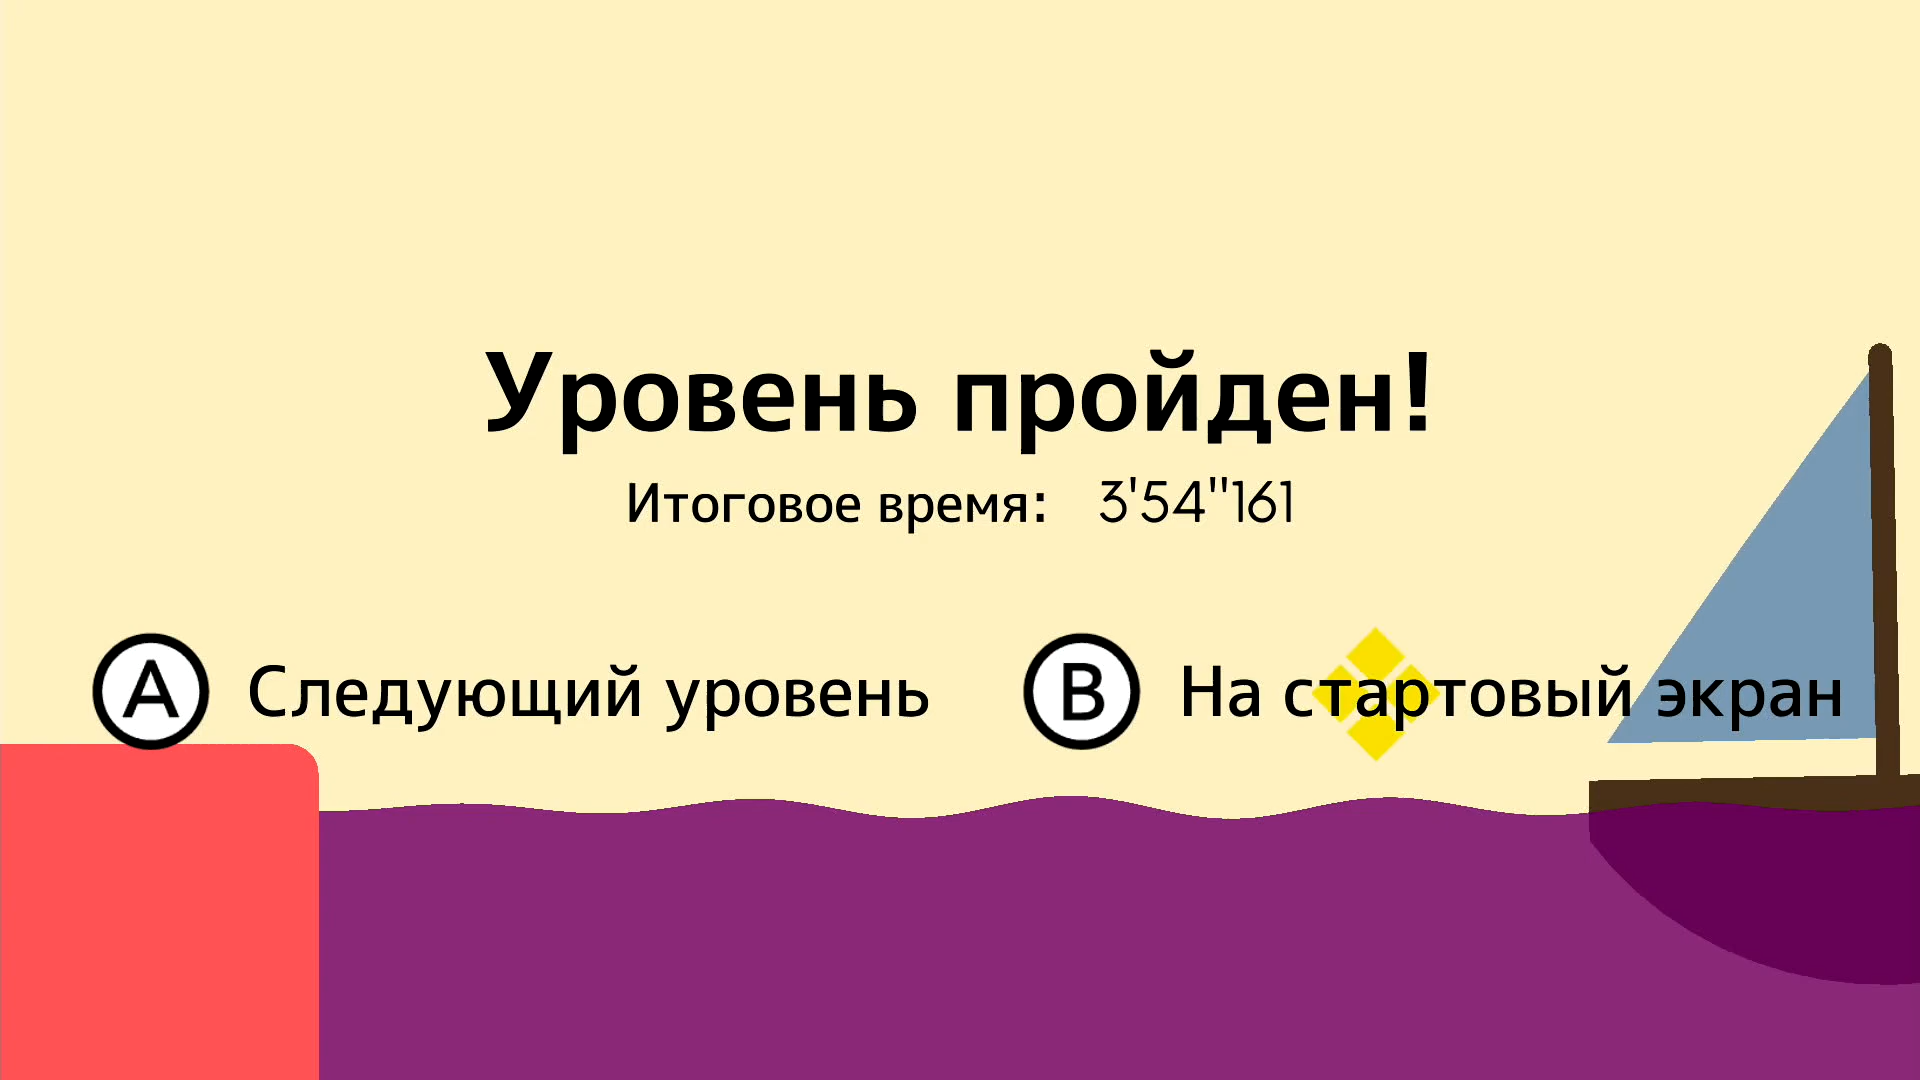 Уровень пройден!
Итоговое время: 3'54"161
A Следующий уровень B На стартовый экран